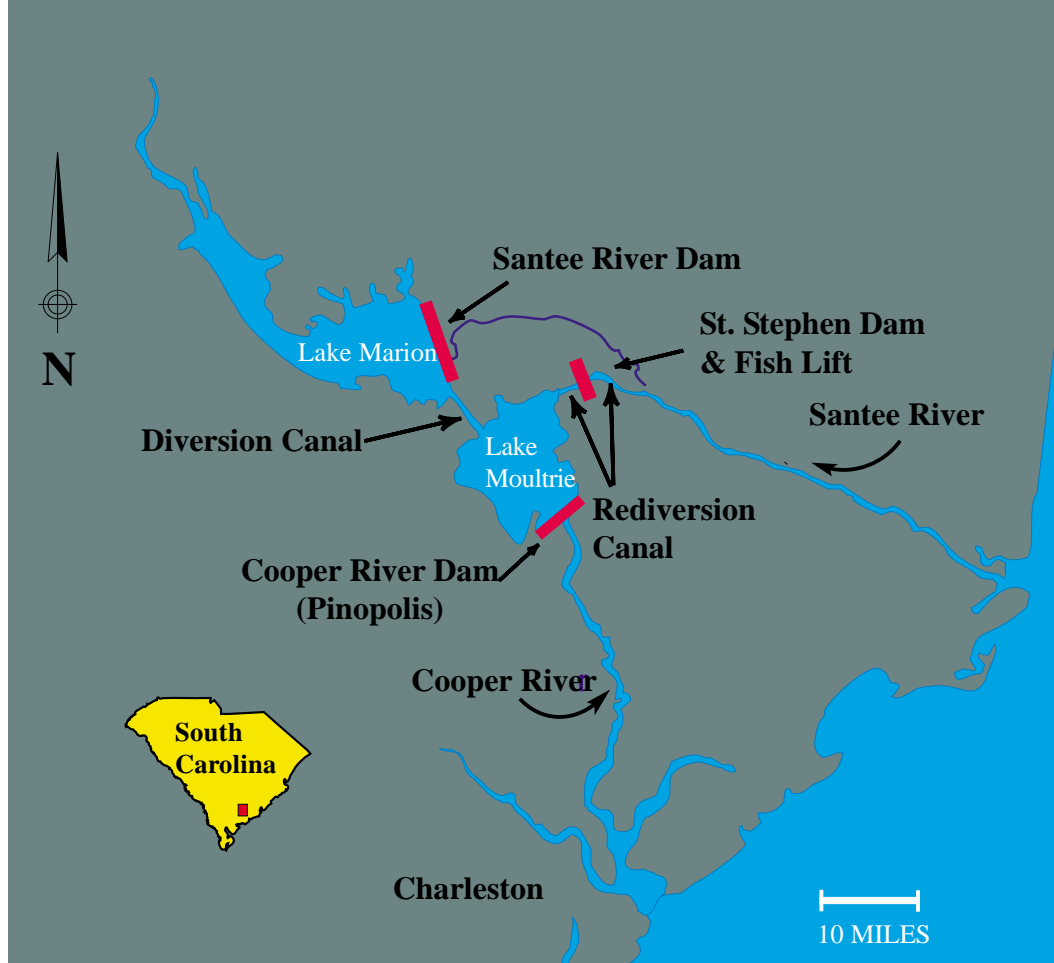 Santee River Dam
St. Stephen Dam
& Fish Lift
Lake Marion
N
Santee River
Diversion Canal
Lake
Moultrie
Rediversion
Canal
Cooper River Dam
(Pinopolis)
Cooper River
South
Carolina
Charleston
10 MILES